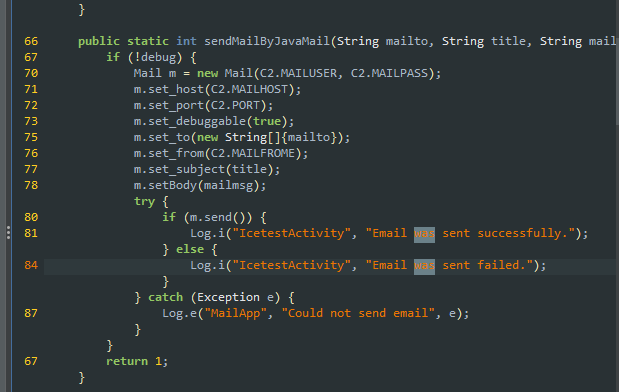 }
66 public static int sendMailByJavaMail(String mailto, String title, String mail
67 if (!debug) {
70 Mail m = new Mail(C2.MAILUSER, C2.MAILPASS);
71 m.set_host(C2.MAILHOST);
72 m.set_port(C2.PORT);
73 m.set_debuggable(true);
75 m.set_to(new String[]{mailto});
76 m.set_from(C2.MAILFROME);
77 m.set_subject(title);
78 m.setBody(mailmsg);
try {
80 if (m.send()) {
81 Log.i("IcetestActivity", "Email was sent successfully.");
} else {
84 Log.i("IcetestActivity", "Email was sent failed.");
}
} catch (Exception e) {
87 Log.e("MailApp", "Could not send email", e);
}
}
67 return 1;
}